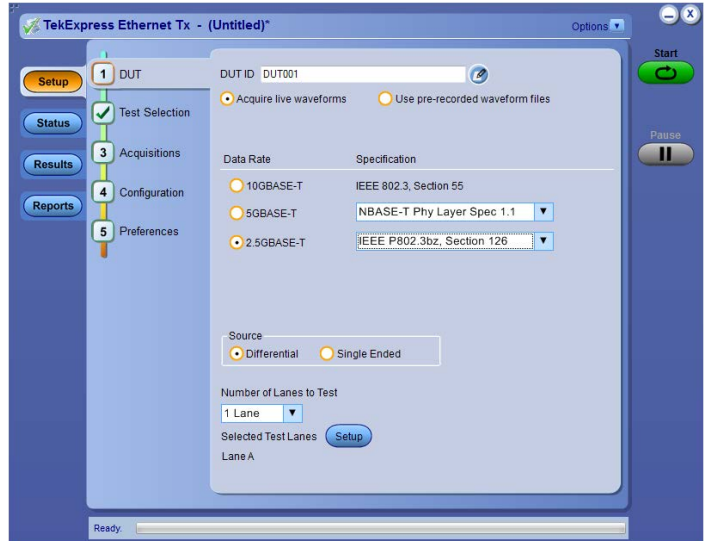 TekExpress Ethernet Tx - (Untitled)*
Options
Start
Pause
Setup
Status
Results
Reports
1 DUT
Test Selection
3 Acquisitions
4 Configuration
5 Preferences
DUT ID DUT001
Acquire live waveforms Use pre-recorded waveform files
Data Rate Specification
10GBASE-T IEEE 802.3, Section 55
5GBASE-T NBASE-T Phy Layer Spec 1.1
2.5GBASE-T IEEE P802.3bz, Section 126
Source
Differential Single Ended
Number of Lanes to Test
1 Lane
Selected Test Lanes Setup
Lane A
Ready.